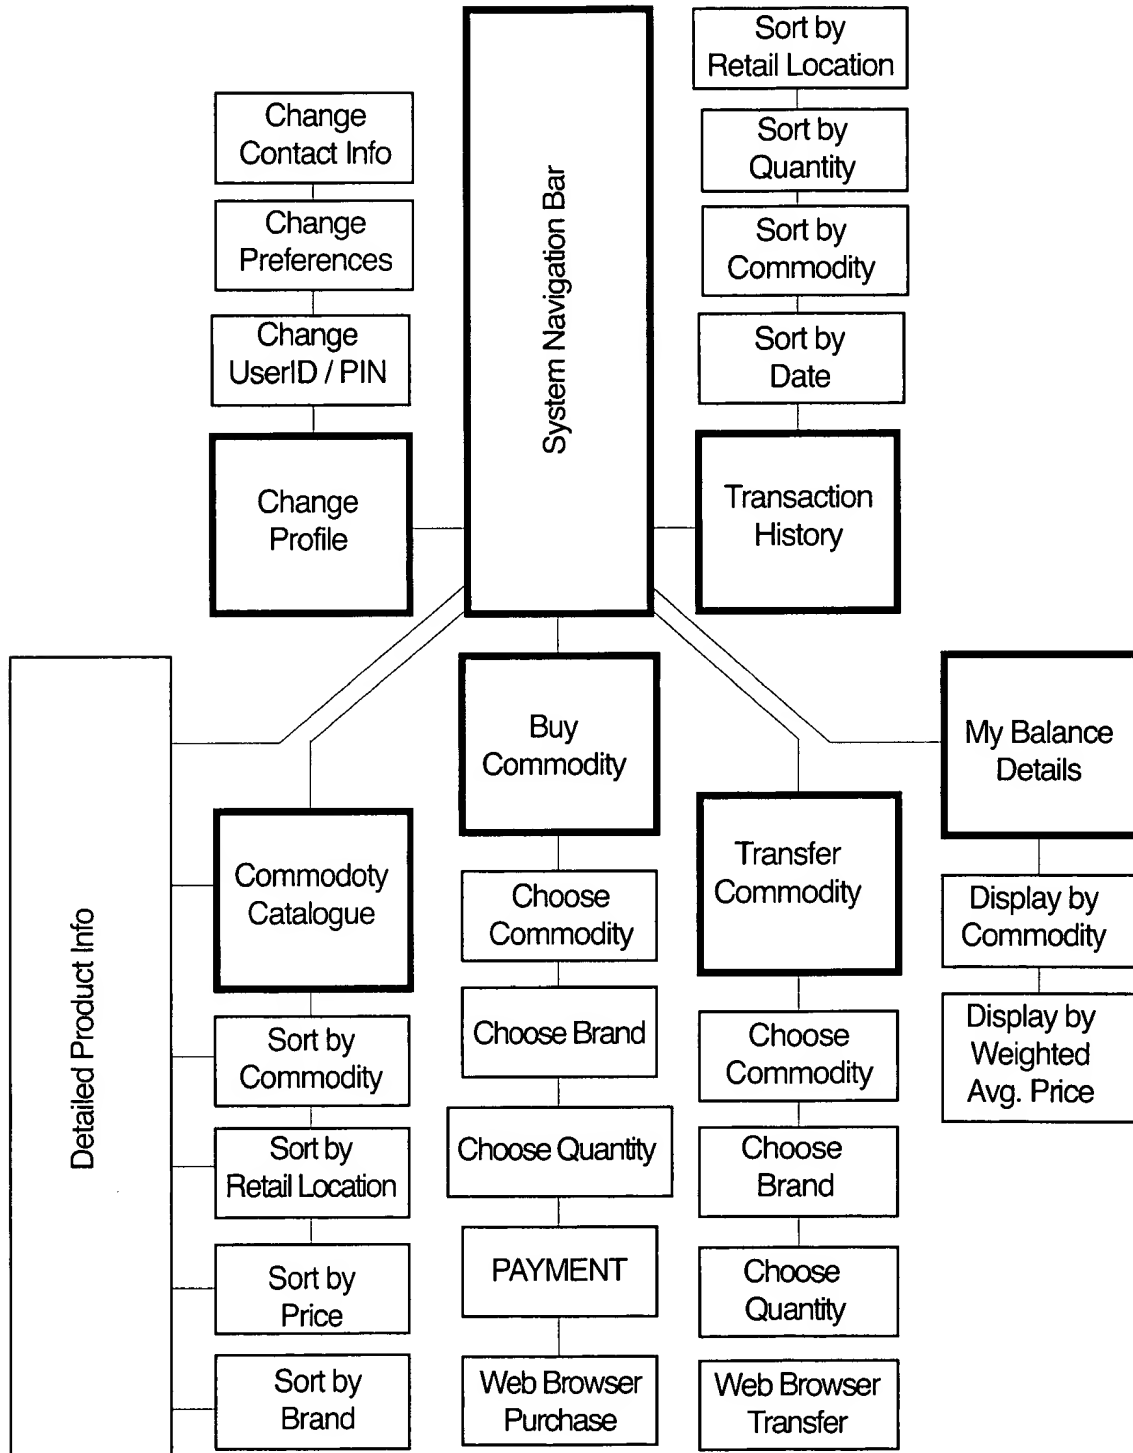 System Navigation Bar
Change
Contact Info
Change
Preferences
Change
UserID / PIN
Change
Profile
Sort by
Retail Location
Sort by
Quantity
Sort by
Commodity
Sort by
Date
Transaction
History
Detailed Product Info
Commodoty
Catalogue
Sort by
Commodity
Sort by
Retail Location
Sort by
Price
Sort by
Brand
Buy
Commodity
Choose
Commodity
Choose Brand
Choose Quantity
PAYMENT
Web Browser
Purchase
Transfer
Commodity
Choose
Commodity
Choose
Brand
Choose
Quantity
Web Browser
Transfer
My Balance
Details
Display by
Commodity
Display by
Weighted
Avg. Price